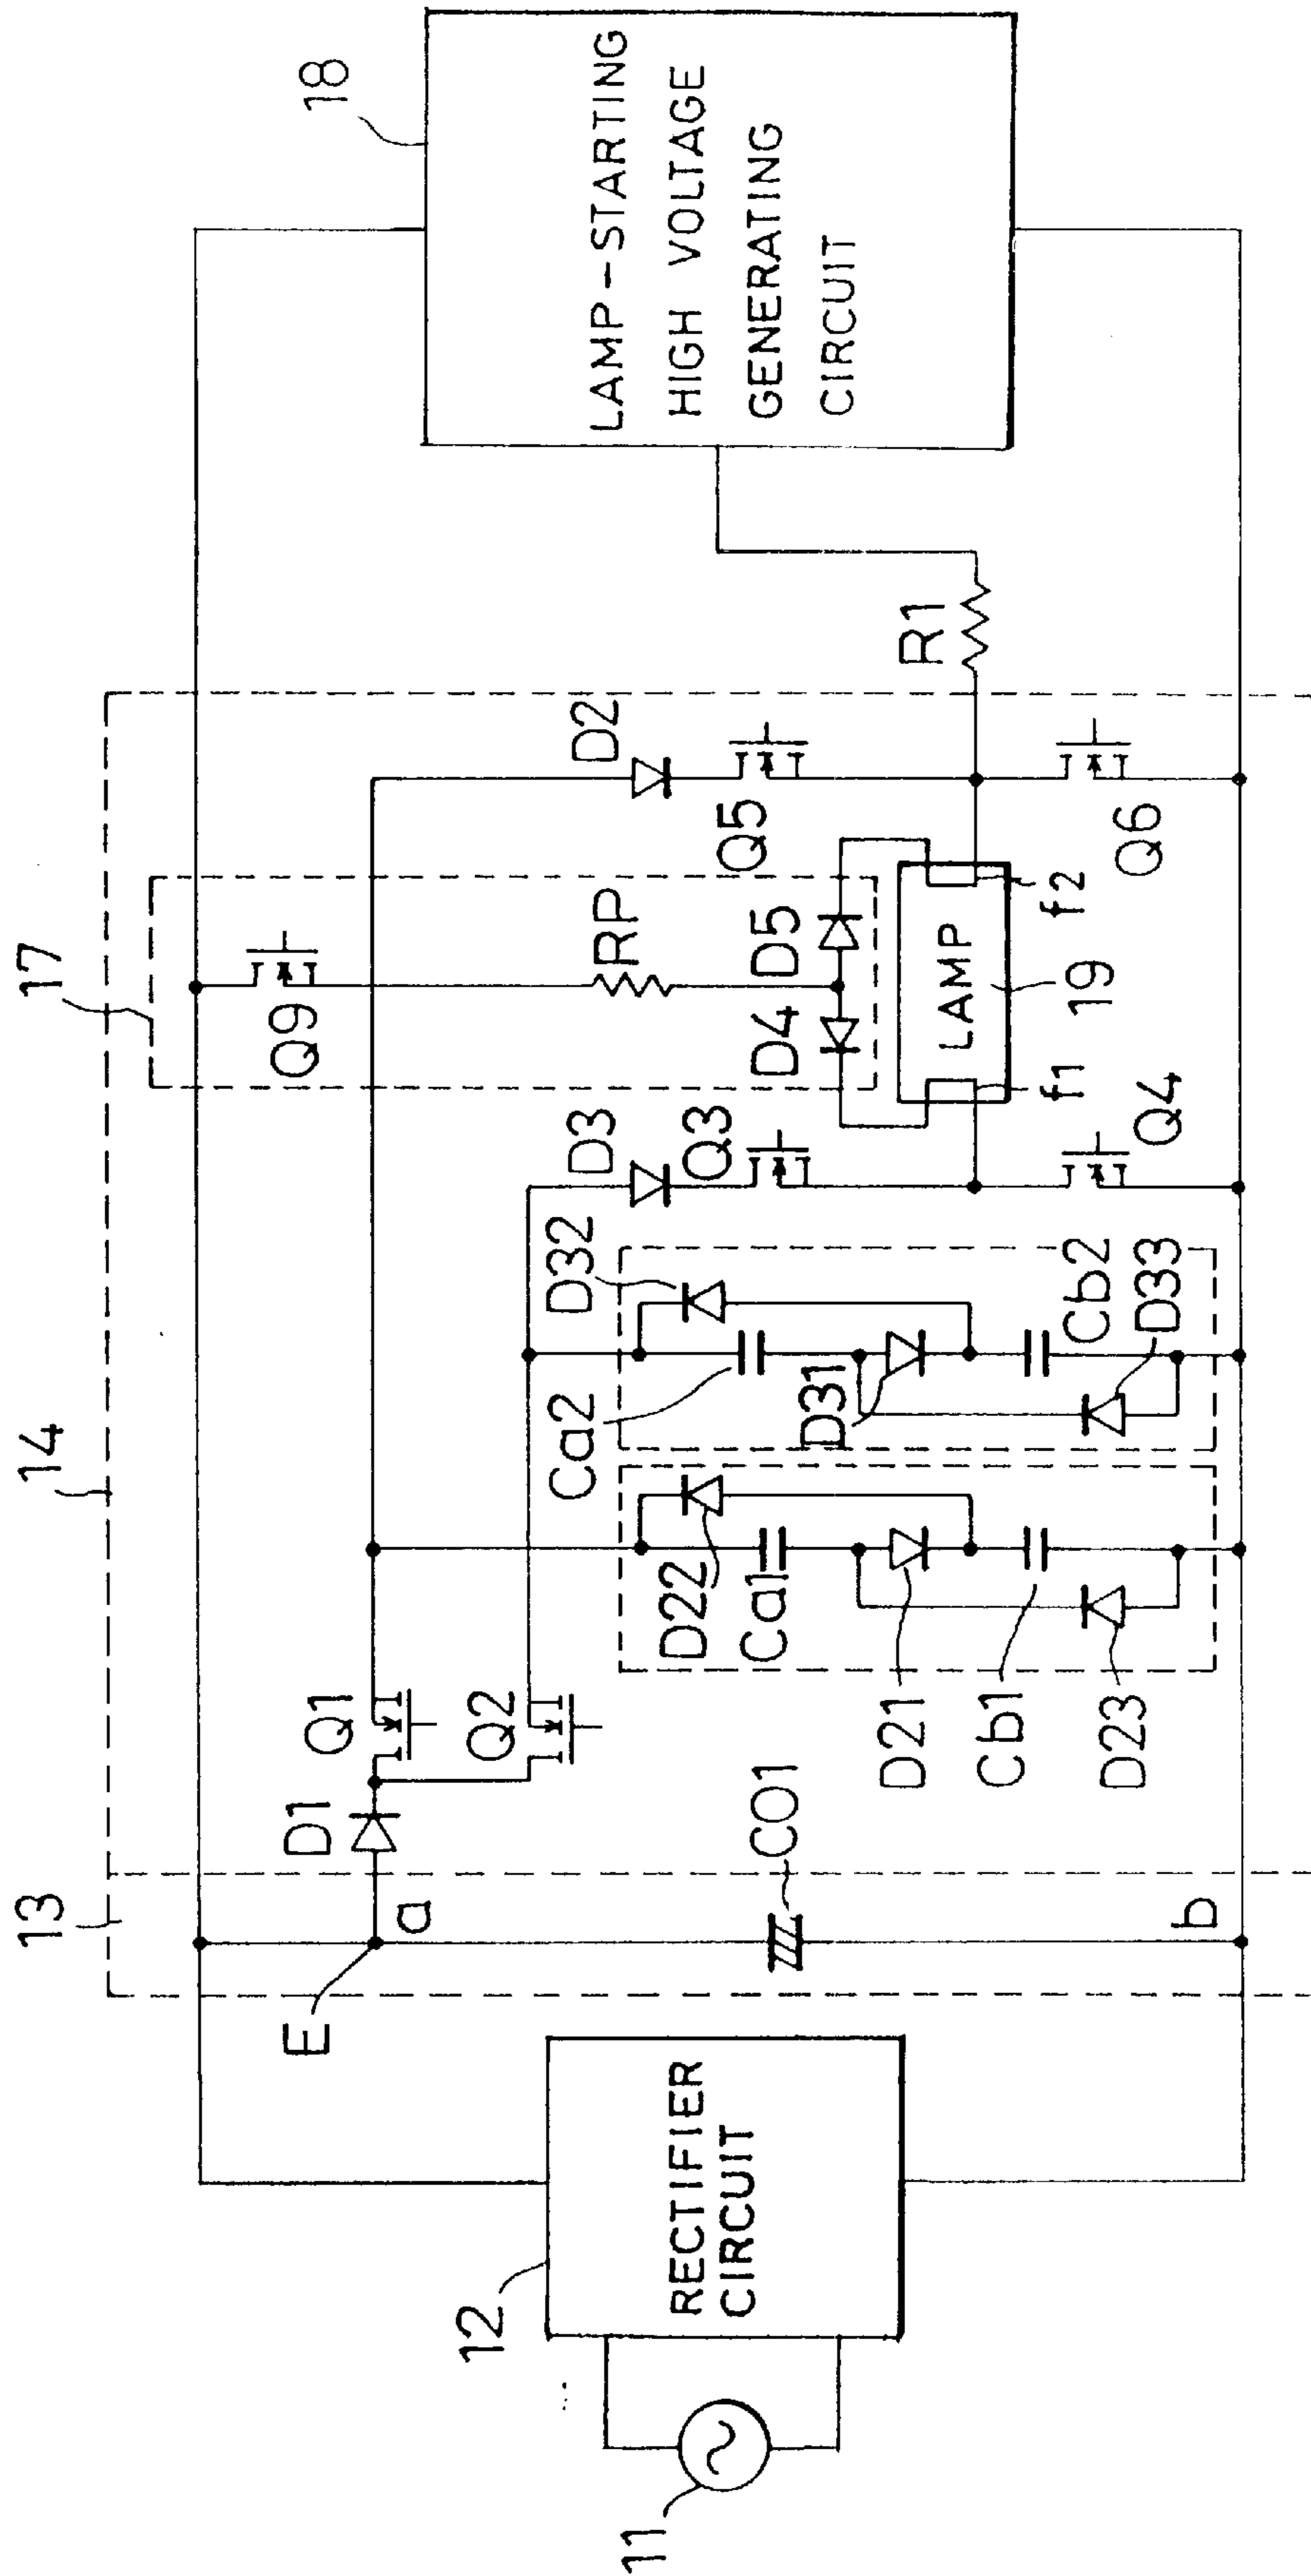 11
12
RECTIFIER
CIRCUIT
13
E
a
b
C01
14
D1
Q1
Q2
D22
Ca1
D21
Cb1
D23
D32
Ca2
D31
Cb2
D33
17
Q9
RP
D3
Q3
Q4
D4
D5
D2
Q5
Q6
LAMP
19
f1
f2
R1
18
LAMP-STARTING
HIGH VOLTAGE
GENERATING
CIRCUIT